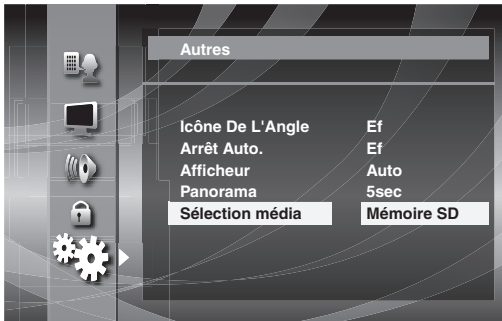 Autres
Icône De L'Angle Ef
Arrêt Auto. Ef
Afficheur Auto
Panorama 5sec
Sélection média Mémoire SD